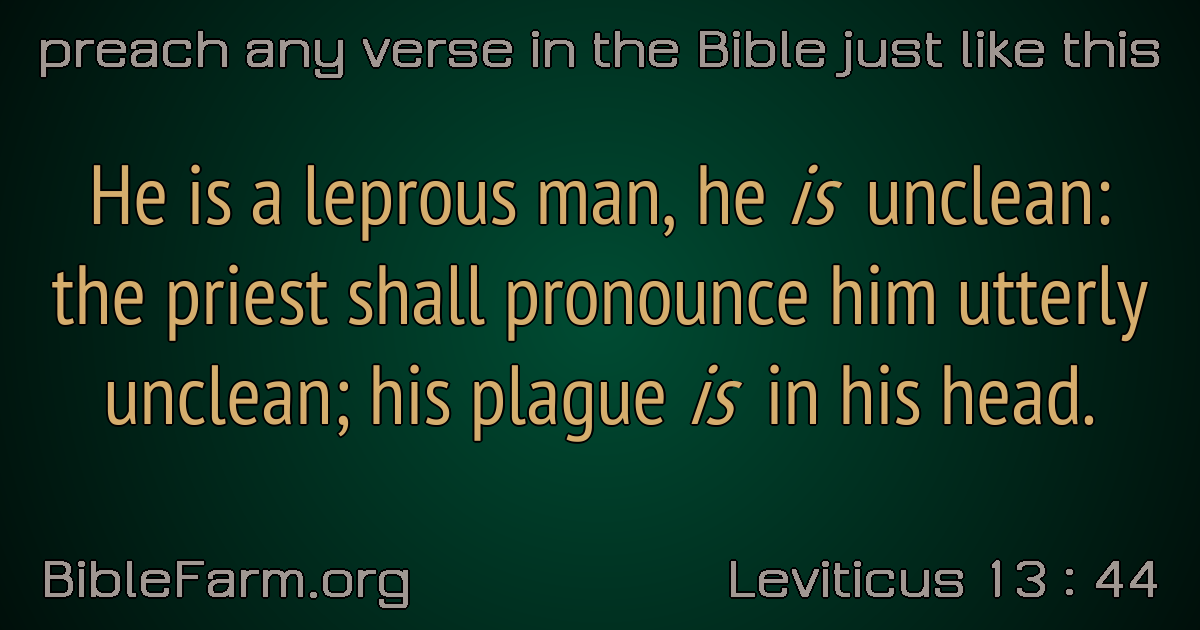 preach any verse in the Bible just like this
He is a leprous man, he is unclean:
the priest shall pronounce him utterly
unclean; his plague is in his head.
BibleFarm.org
Leviticus 13 : 44